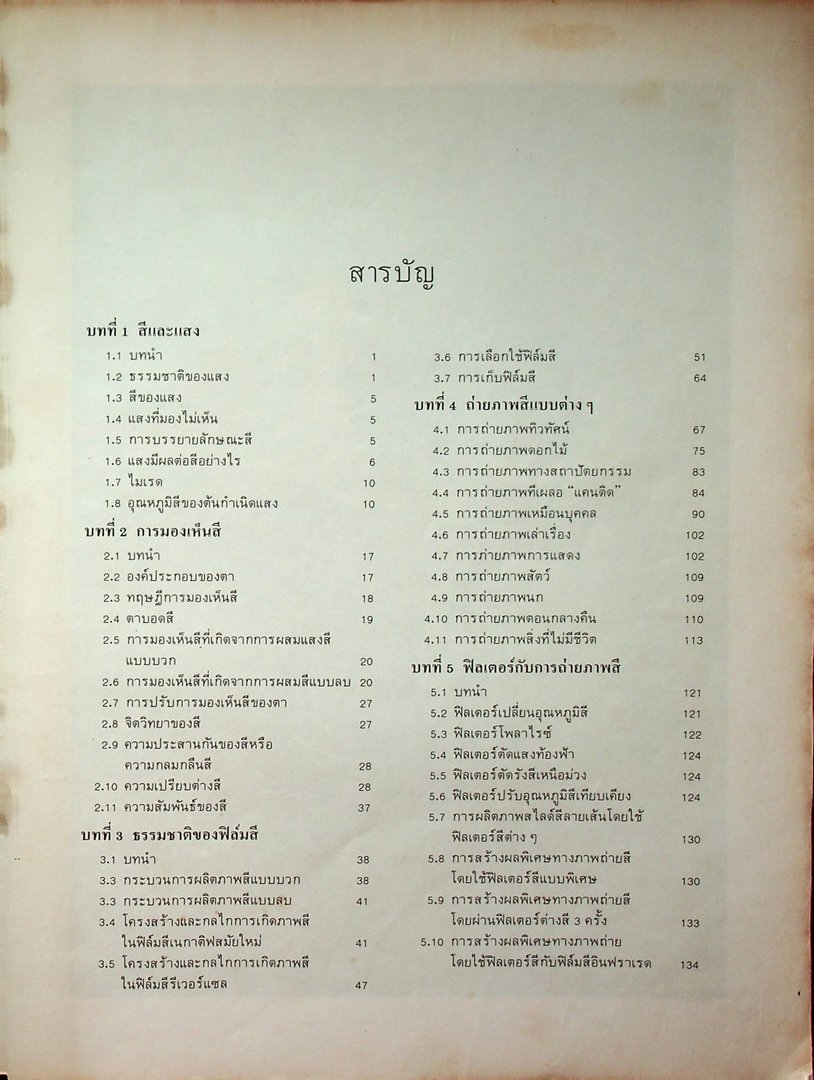 สารบัญ
บทที่ 1 สีและแสง
1.1 บทนำ 1
1.2 ธรรมชาติของแสง 1
1.3 สีของแสง 5
1.4 แสงที่มองไม่เห็น 5
1.5 การบรรยายลักษณะสี 5
1.6 แสงมีผลต่อสีอย่างไร 6
1.7 ไมเรด 10
1.8 อุณหภูมิสีของต้นกำเนิดแสง 10
บทที่ 2 การมองเห็นสี
2.1 บทนำ 17
2.2 องค์ประกอบของตา 17
2.3 ทฤษฎีการมองเห็นสี 18
2.4 ตาบอดสี 19
2.5 การมองเห็นสีที่เกิดจากการผสมแสงสี
แบบบวก 20
2.6 การมองเห็นสีที่เกิดจากการผสมสีแบบลบ 20
2.7 การปรับการมองเห็นสีของตา 27
2.8 จิตวิทยาของสี 27
2.9 ความประสานกันของสีหรือ
ความกลมกลืนสี 28
2.10 ความเปรียบต่างสี 28
2.11 ความสัมพันธ์ของสี 37
บทที่ 3 ธรรมชาติของฟิล์มสี
3.1 บทนำ 38
3.3 กระบวนการผลิตภาพสีแบบบวก 38
3.3 กระบวนการผลิตภาพสีแบบลบ 41
3.4 โครงสร้างและกลไกการเกิดภาพสี
ในฟิล์มสีเนกาติฟสมัยใหม่ 41
3.5 โครงสร้างและกลไกการเกิดภาพสี
ในฟิล์มสีรีเวอร์แซล 47
3.6 การเลือกใช้ฟิล์มสี 51
3.7 การเก็บฟิล์มสี 64
บทที่ 4 ถ่ายภาพสีแบบต่าง ๆ
4.1 การถ่ายภาพทิวทัศน์ 67
4.2 การถ่ายภาพดอกไม้ 75
4.3 การถ่ายภาพทางสถาปัตยกรรม 83
4.4 การถ่ายภาพทีเผลอ “แคนดิด” 84
4.5 การถ่ายภาพเหมือนบุคคล 90
4.6 การถ่ายภาพเล่าเรื่อง 102
4.7 การภ่ายภาพการแสดง 102
4.8 การถ่ายภาพสัตว์ 109
4.9 การถ่ายภาพนก 109
4.10 การถ่ายภาพตอนกลางคืน 110
4.11 การถ่ายภาพสิ่งที่ไม่มีชีวิต 113
บทที่ 5 ฟิลเตอร์กับการถ่ายภาพสี
5.1 บทนำ 121
5.2 ฟิลเตอร์เปลี่ยนอุณหภูมิสี 121
5.3 ฟิลเตอร์โพลาไรซ์ 122
5.4 ฟิลเตอร์ตัดแสงท้องฟ้า 124
5.5 ฟิลเตอร์ตัดรังสีเหนือม่วง 124
5.6 ฟิลเตอร์ปรับอุณหภูมิสีเทียบเคียง 124
5.7 การผลิตภาพสไลด์สีลายเส้นโดยใช้
ฟิลเตอร์สีต่าง ๆ 130
5.8 การสร้างผลพิเศษทางภาพถ่ายสี
โดยใช้ฟิลเตอร์สีแบบพิเศษ 130
5.9 การสร้างผลพิเศษทางภาพถ่ายสี
โดยผ่านฟิลเตอร์ต่างสี 3 ครั้ง 133
5.10 การสร้างผลพิเศษทางภาพถ่าย
โดยใช้ฟิลเตอร์สีกับฟิล์มสีอินฟราเรด 134